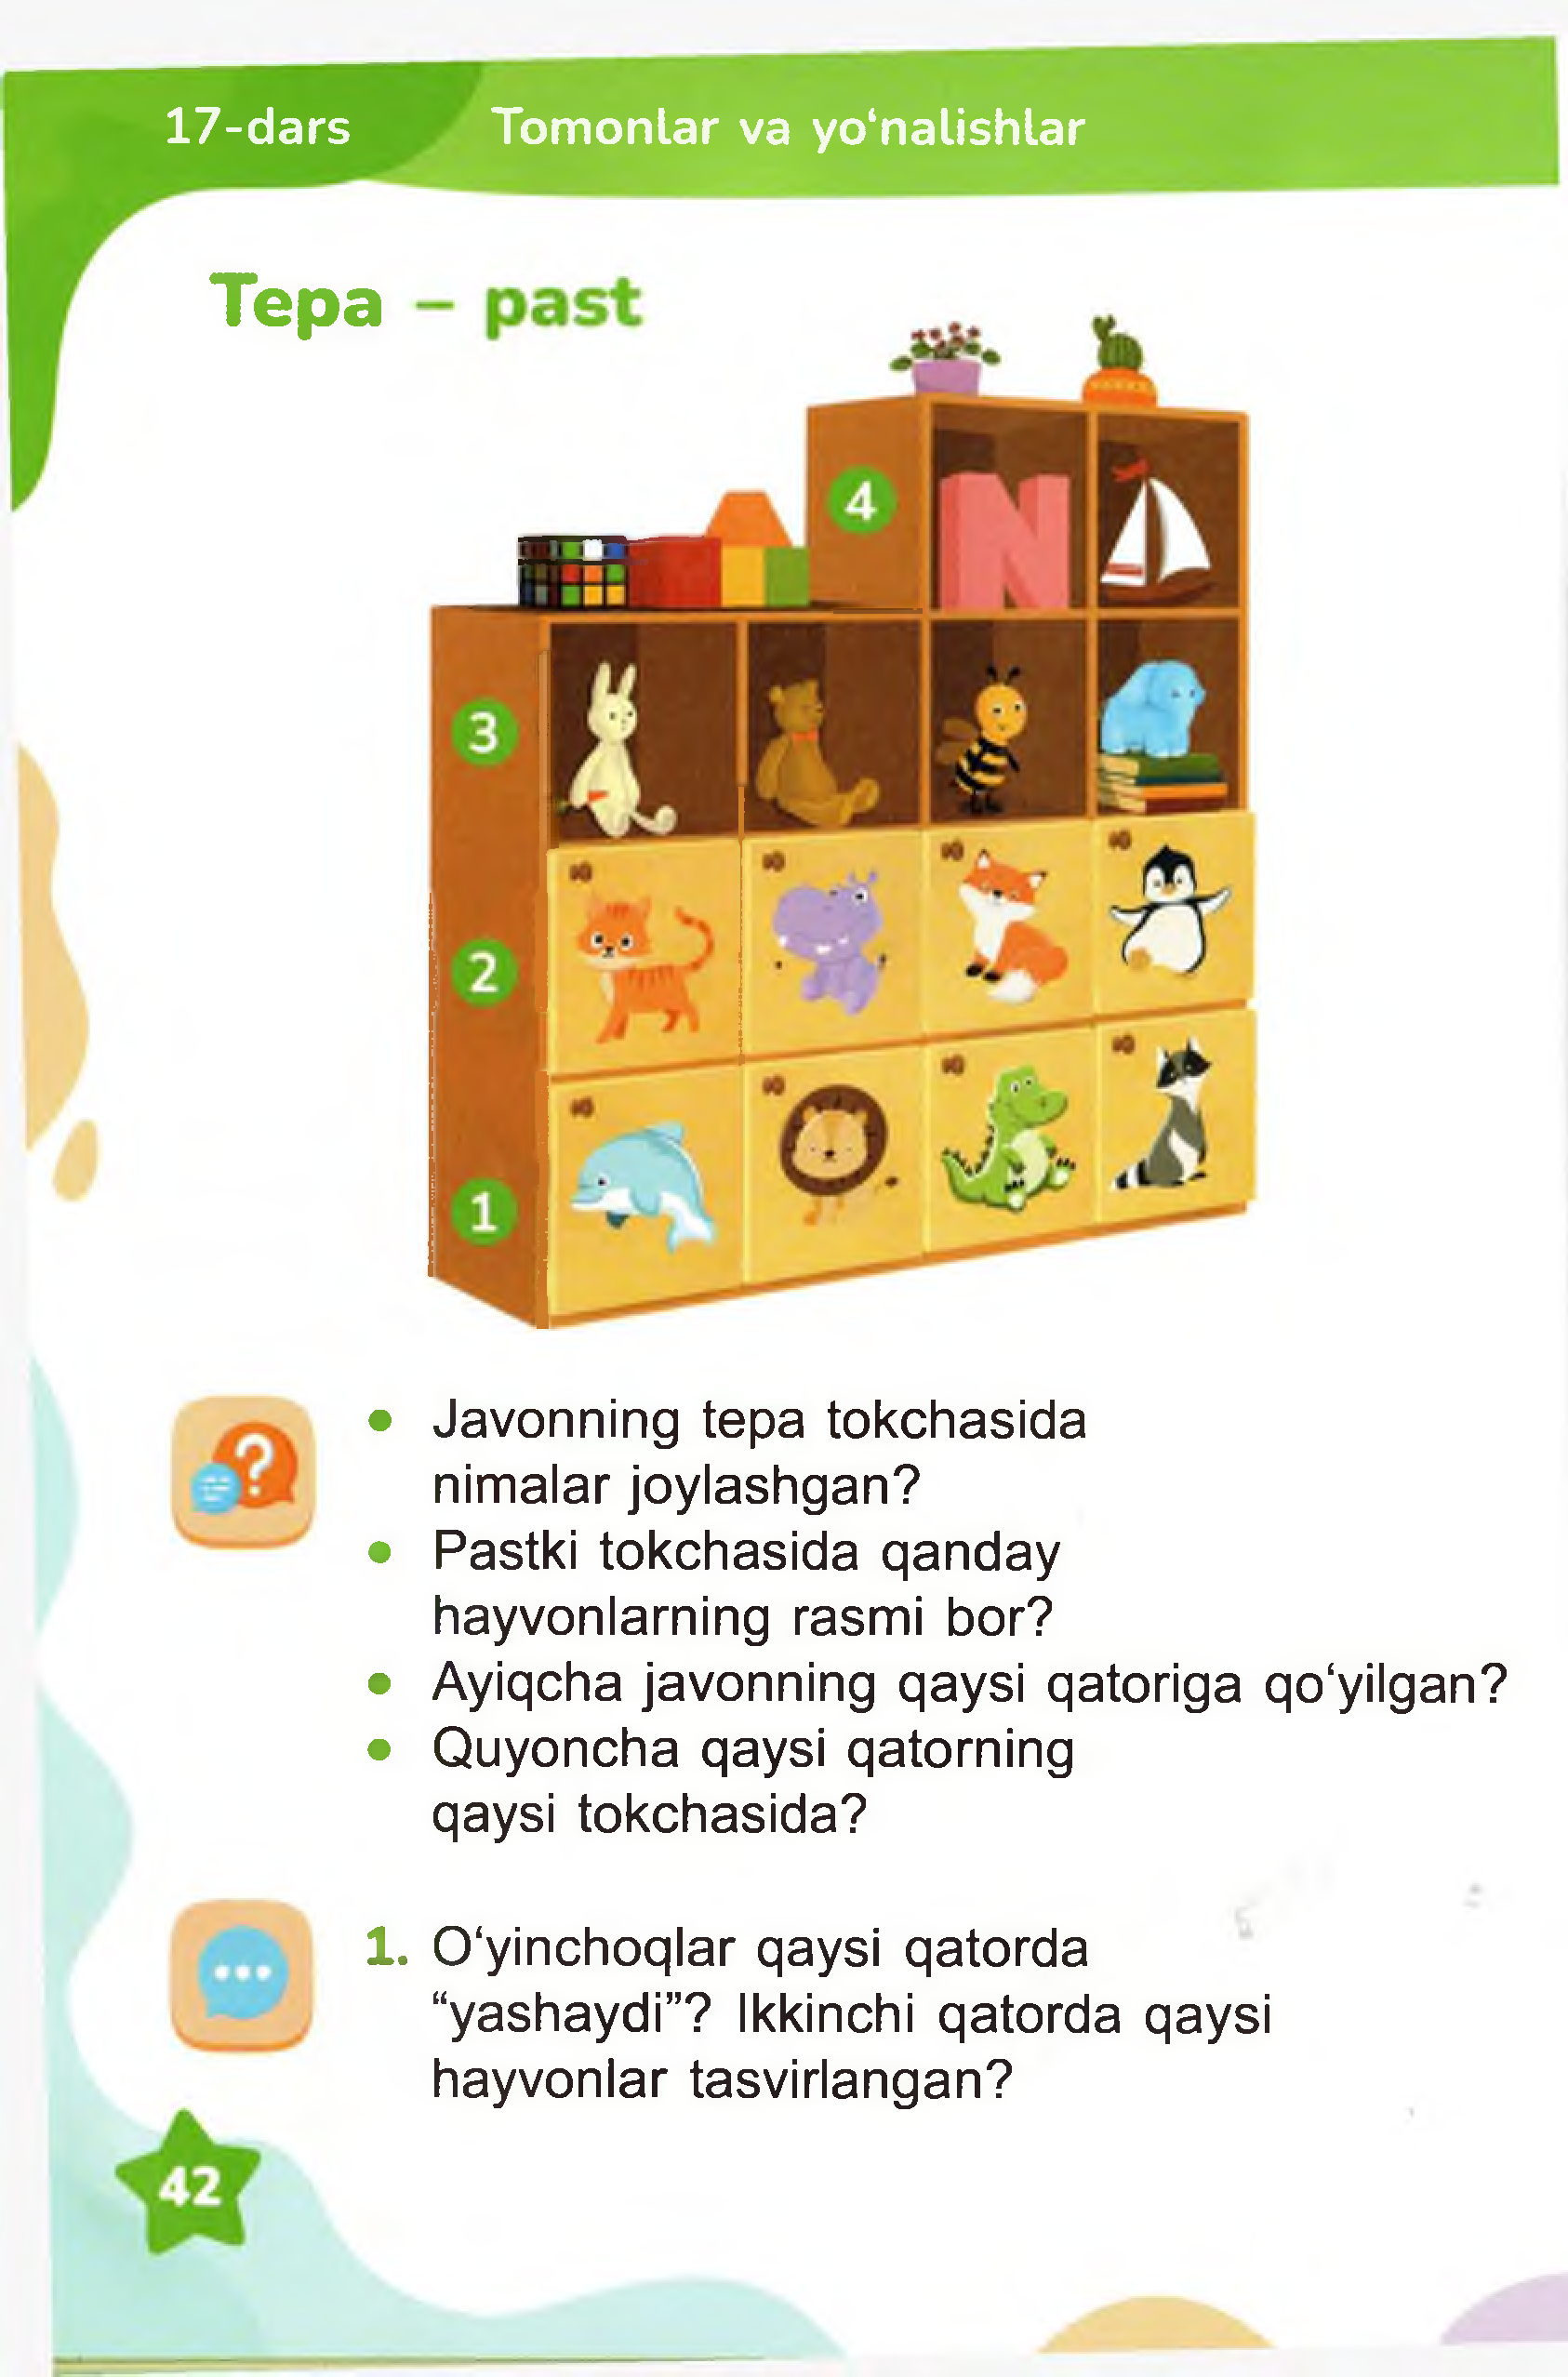 17-dars Tomonlar va yo‘nalishlar
Tepa – past
4
N
3
2
1
• Javonning tepa tokchasida
nimalar joylashgan?
• Pastki tokchasida qanday
hayvonlarning rasmi bor?
• Ayiqcha javonning qaysi qatoriga qo‘yilgan?
• Quyoncha qaysi qatorning
qaysi tokchasida?
?
1. O‘yinchoqlar qaysi qatorda
“yashaydi”? Ikkinchi qatorda qaysi
hayvonlar tasvirlangan?
42